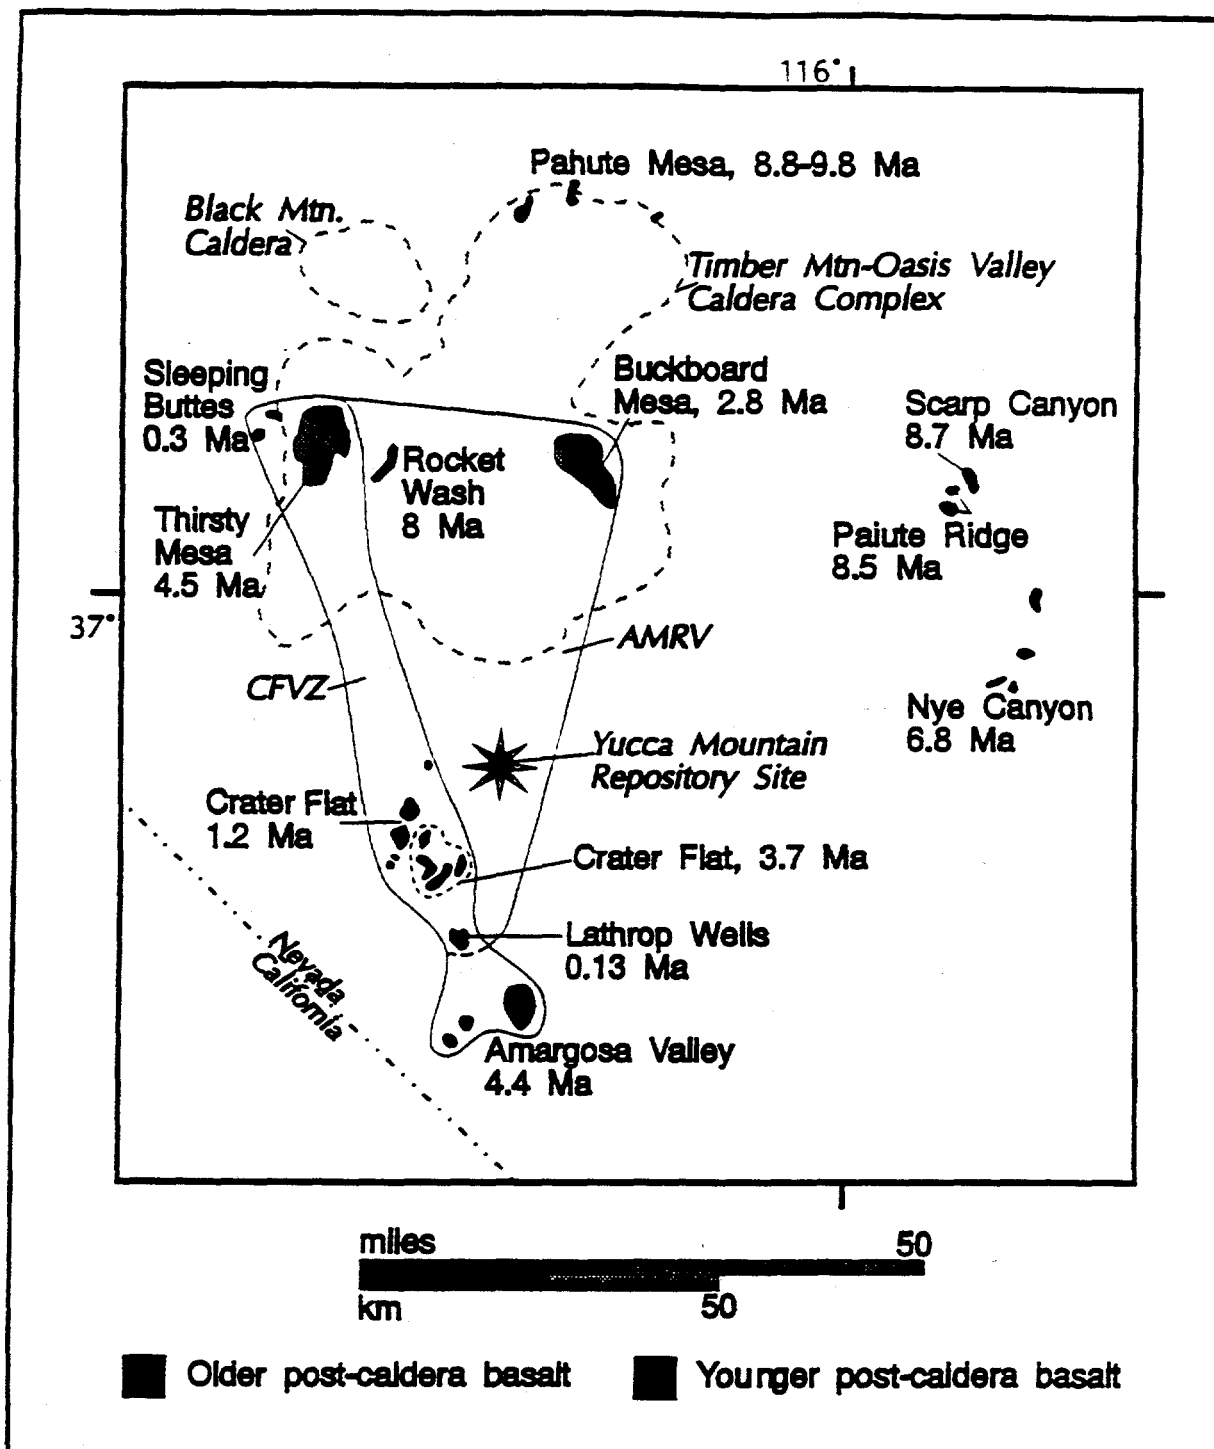 116°
Pahute Mesa, 8.8-9.8 Ma
Black Mtn.
Caldera
Timber Mtn-Oasis Valley
Caldera Complex
Sleeping
Buttes
0.3 Ma
Buckboard
Mesa, 2.8 Ma
Scarp Canyon
8.7 Ma
Rocket
Wash
8 Ma
Thirsty
Mesa
4.5 Ma
Paiute Ridge
8.5 Ma
37°
AMRV
CFVZ
Nye Canyon
6.8 Ma
Yucca Mountain
Repository Site
Crater Flat
1.2 Ma
Crater Flat, 3.7 Ma
Lathrop Wells
0.13 Ma
Nevada
California
Amargosa Valley
4.4 Ma
miles 50
km 50
Older post-caldera basalt
Younger post-caldera basalt